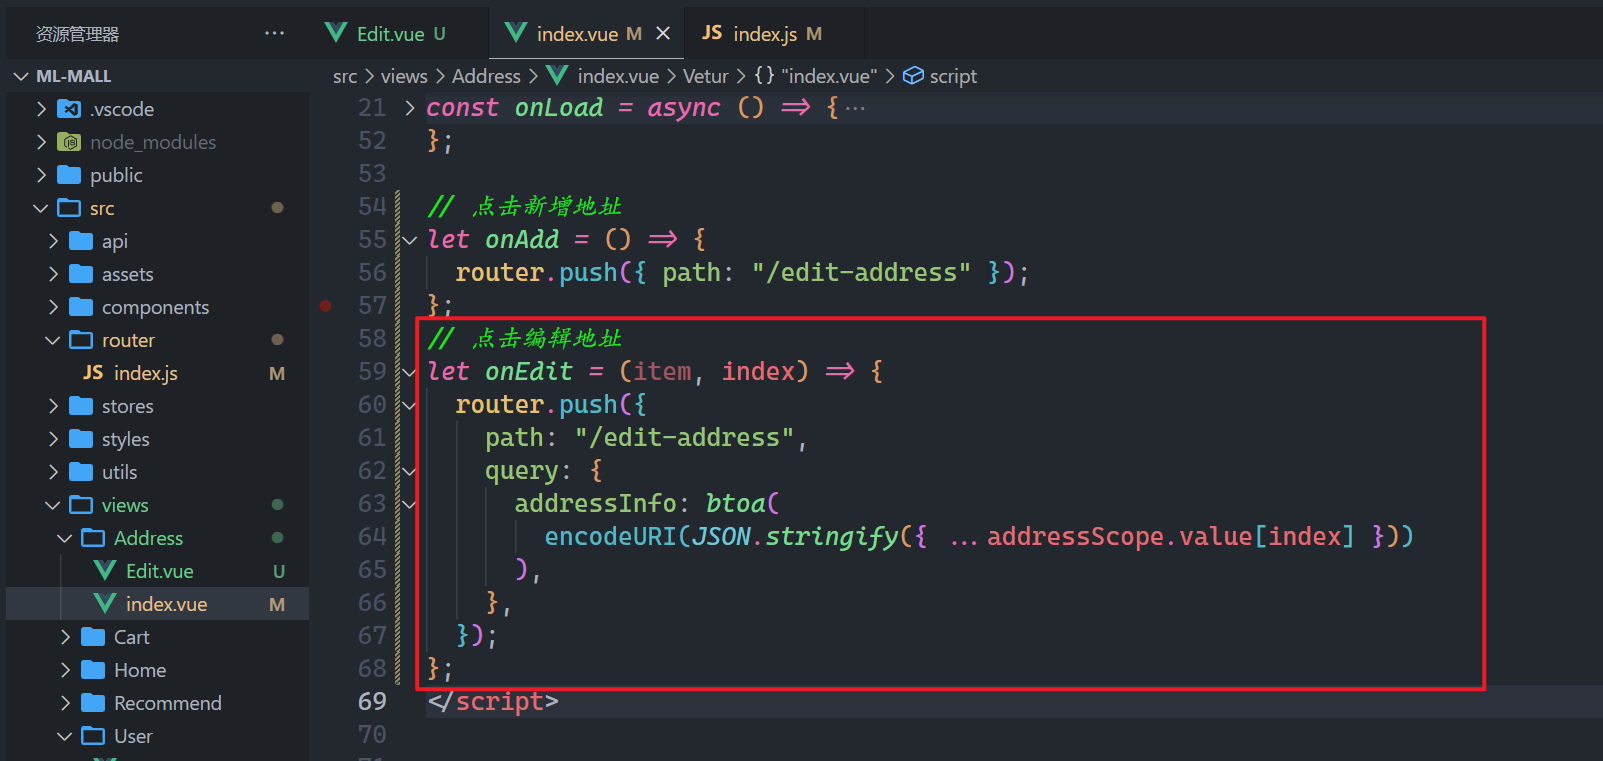 资源管理器 ···
Edit.vue U
index.vue M ×
JS index.js M
ML-MALL
src > views > Address > index.vue > Vetur > {} "index.vue" > script
.vscode
node_modules
public
src
api
assets
components
router
JS index.js M
stores
styles
utils
views
Address
Edit.vue U
index.vue M
Cart
Home
Recommend
User
21 const onLoad = async () => { ···
52 };
53
54 // 点击新增地址
55 let onAdd = () => {
56 router.push({ path: "/edit-address" });
57 };
58 // 点击编辑地址
59 let onEdit = (item, index) => {
60 router.push({
61 path: "/edit-address",
62 query: {
63 addressInfo: btoa(
64 encodeURI(JSON.stringify({ ...addressScope.value[index] }))
65 ),
66 },
67 });
68 };
69 </script>
70